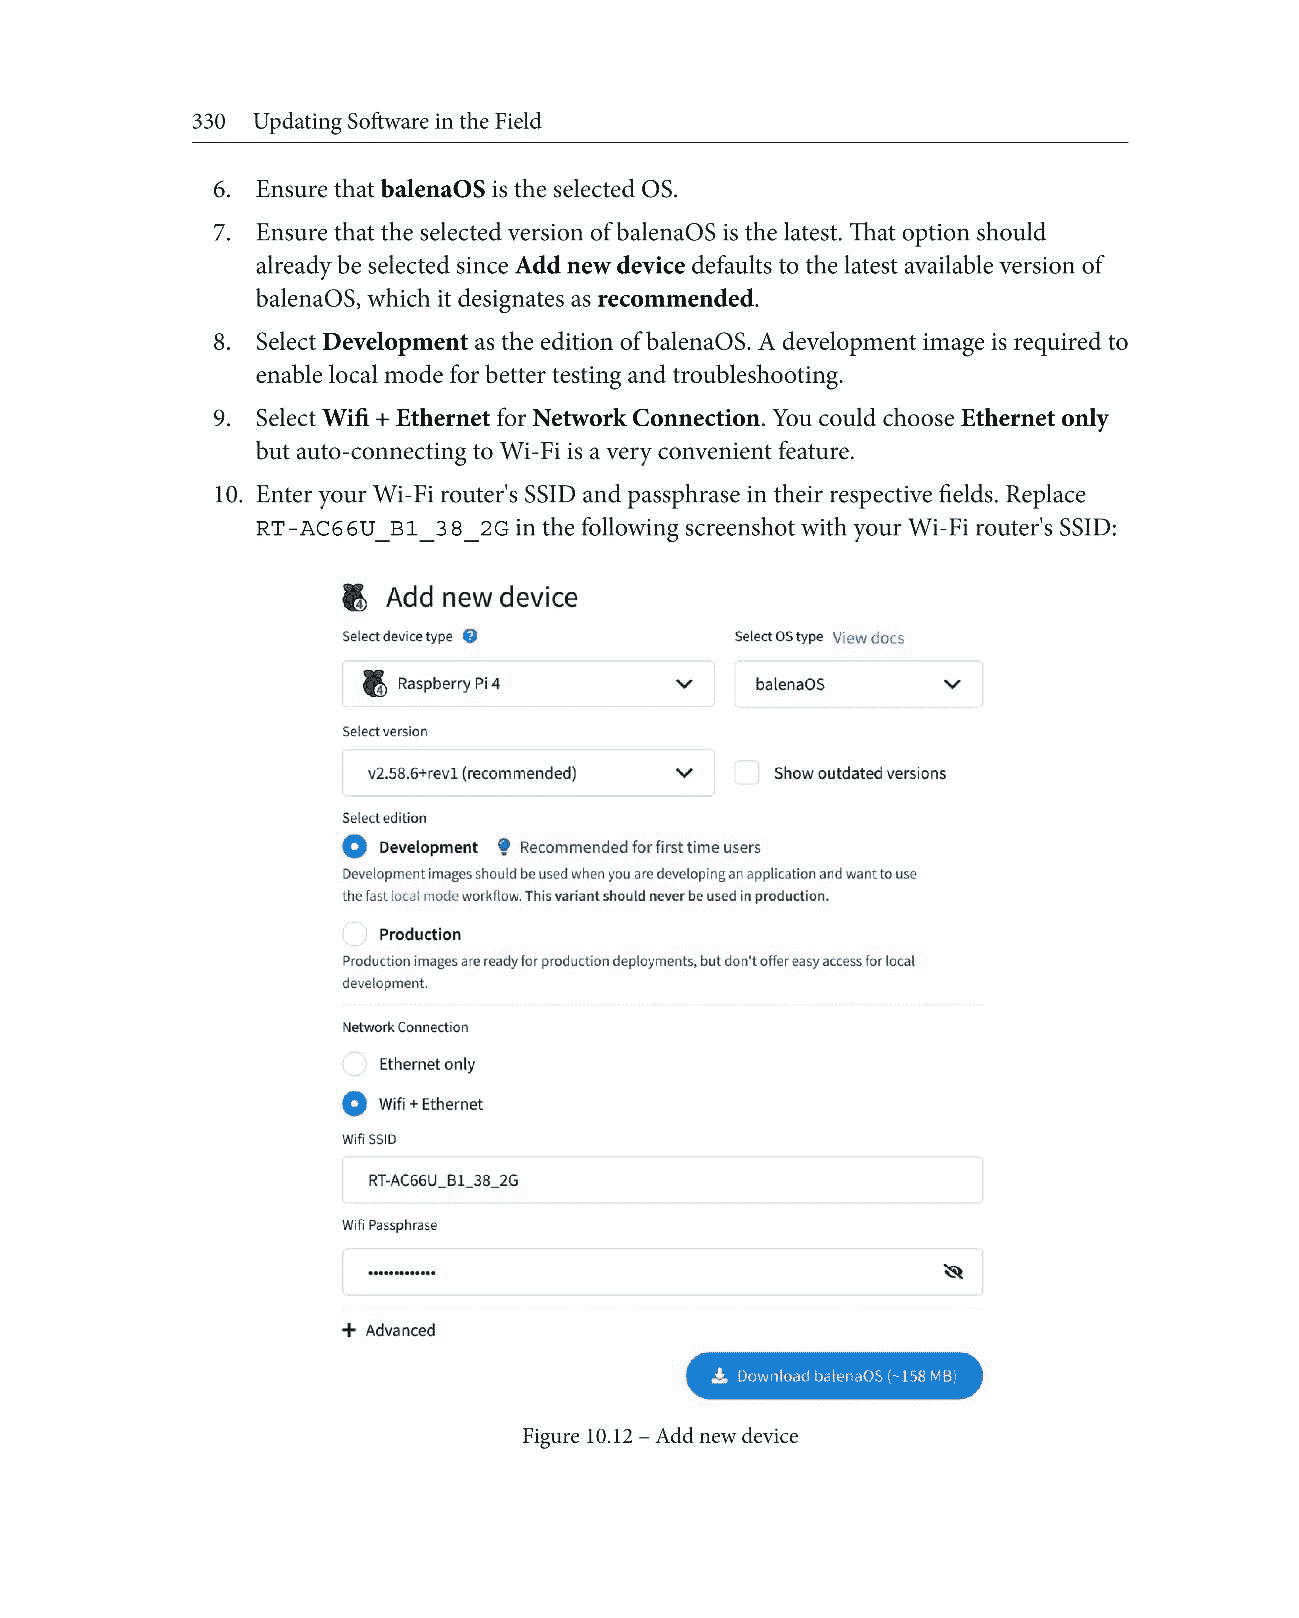 330 Updating Software in the Field
6. Ensure that balenaOS is the selected OS.
7. Ensure that the selected version of balenaOS is the latest. That option should
already be selected since Add new device defaults to the latest available version of
balenaOS, which it designates as recommended.
8. Select Development as the edition of balenaOS. A development image is required to
enable local mode for better testing and troubleshooting.
9. Select Wifi + Ethernet for Network Connection. You could choose Ethernet only
but auto-connecting to Wi-Fi is a very convenient feature.
10. Enter your Wi-Fi router's SSID and passphrase in their respective fields. Replace
RT-AC66U_B1_38_2G in the following screenshot with your Wi-Fi router's SSID:
4 Add new device
Select device type ? Select OS type View docs
4 Raspberry Pi 4 balenaOS
Select version
v2.58.6+rev1 (recommended) Show outdated versions
Select edition
Development Recommended for first time users
Development images should be used when you are developing an application and want to use
the fast local mode workflow. This variant should never be used in production.
Production
Production images are ready for production deployments, but don't offer easy access for local
development.
Network Connection
Ethernet only
Wifi + Ethernet
Wifi SSID
RT-AC66U_B1_38_2G
Wifi Passphrase
•••••••••••••
+ Advanced
Download balenaOS (~158 MB)
Figure 10.12 – Add new device